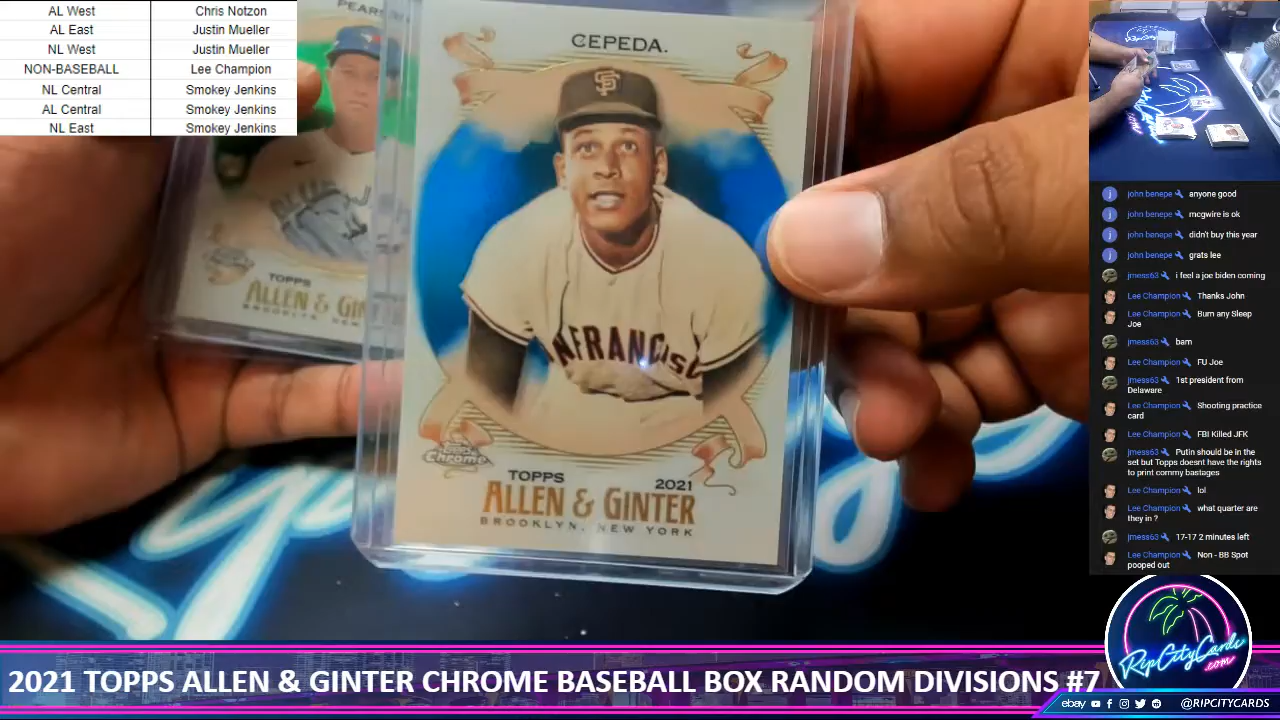 AL West Chris Notzon
AL East Justin Mueller
NL West Justin Mueller
NON-BASEBALL Lee Champion
NL Central Smokey Jenkins
AL Central Smokey Jenkins
NL East Smokey Jenkins
CEPEDA.
SF
Topps
Chrome
TOPPS 2021
ALLEN & GINTER
BROOKLYN, NEW YORK
TOPPS
john benepe anyone good
john benepe mcgwire is ok
john benepe didn't buy this year
john benepe grats lee
jmess63 i feel a joe biden coming
Lee Champion Thanks John
Lee Champion Burn any Sleep
Joe
jmess63 bam
Lee Champion FU Joe
jmess63 1st president from
Delaware
Lee Champion Shooting practice
card
Lee Champion FBI Killed JFK
jmess63 Putin should be in the
set but Topps doesnt have the rights
to print commy bastages
Lee Champion lol
Lee Champion what quarter are
they in ?
jmess63 17-17 2 minutes left
Lee Champion Non - BB Spot
pooped out
RipCityCards
.com
2021 TOPPS ALLEN & GINTER CHROME BASEBALL BOX RANDOM DIVISIONS #7
ebay @RIPCITYCARDS